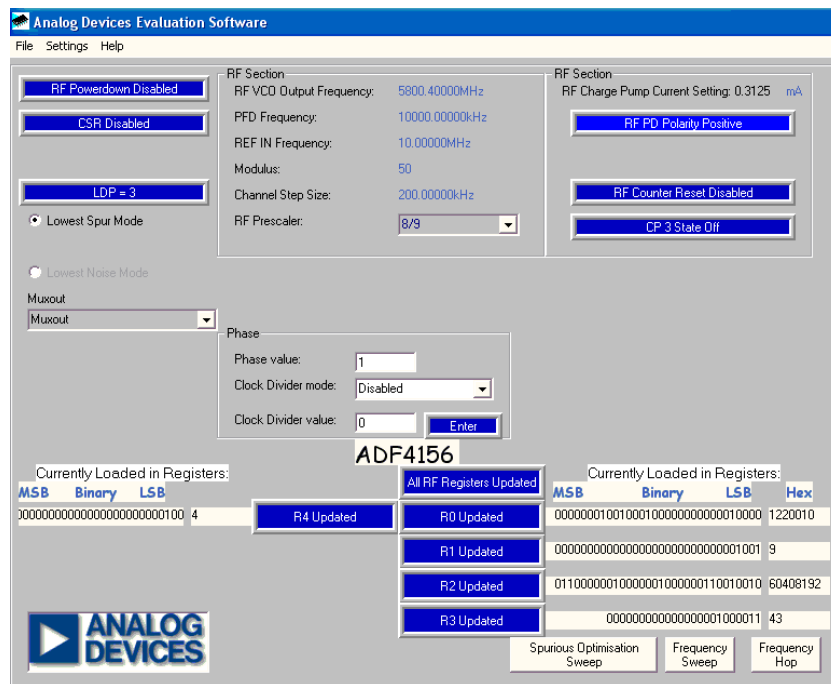 Analog Devices Evaluation Software
File Settings Help
RF Powerdown Disabled
CSR Disabled
LDP = 3
Lowest Spur Mode
Lowest Noise Mode
Muxout
Muxout
RF Section
RF VCO Output Frequency: 5800.40000MHz
PFD Frequency: 10000.00000kHz
REF IN Frequency: 10.00000MHz
Modulus: 50
Channel Step Size: 200.00000kHz
RF Prescaler: 8/9
RF Section
RF Charge Pump Current Setting: 0.3125 mA
RF PD Polarity Positive
RF Counter Reset Disabled
CP 3 State Off
Phase
Phase value: 1
Clock Divider mode: Disabled
Clock Divider value: 0 Enter
ADF4156
Currently Loaded in Registers:
MSB Binary LSB
4
R4 Updated
All RF Registers Updated
R0 Updated
R1 Updated
R2 Updated
R3 Updated
Currently Loaded in Registers:
MSB Binary LSB Hex
1220010
9
01100000010000001000000110010010 60408192
43
Spurious Optimisation Sweep
Frequency Sweep
Frequency Hop
ANALOG
DEVICES